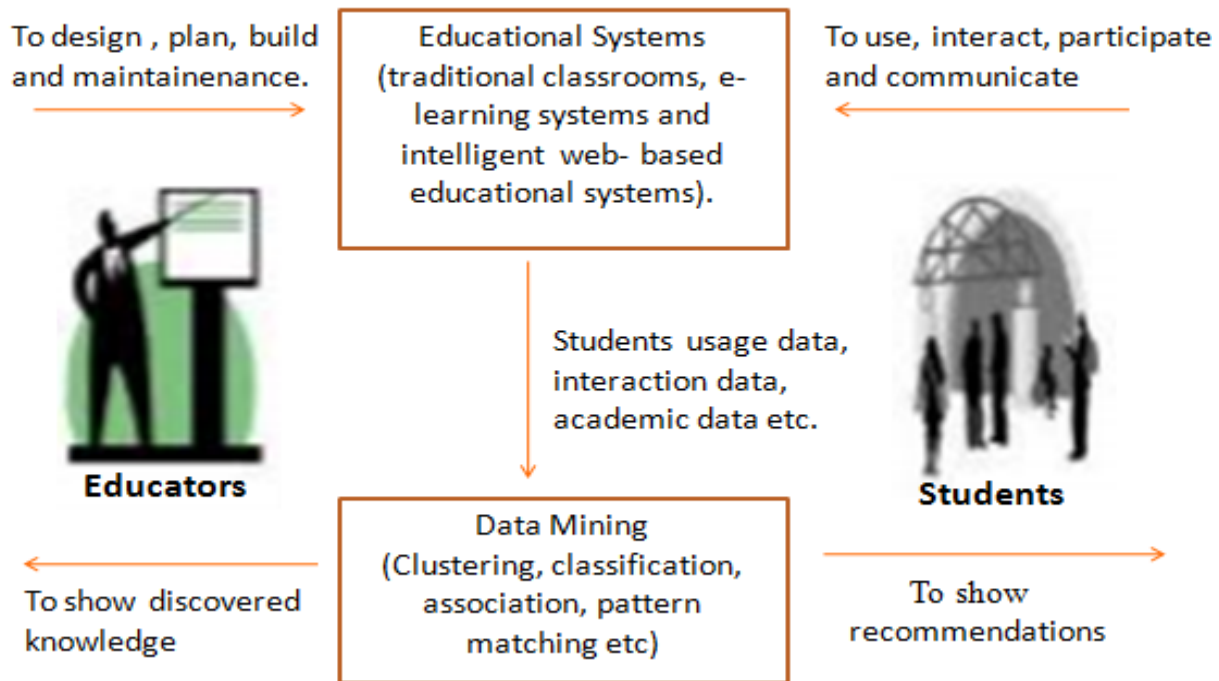 To design , plan, build
and maintainenance.
Educational Systems
(traditional classrooms, e-
learning systems and
intelligent web- based
educational systems).
To use, interact, participate
and communicate
Students usage data,
interaction data,
academic data etc.
Educators
Students
Data Mining
(Clustering, classification,
association, pattern
matching etc)
To show discovered
knowledge
To show
recommendations